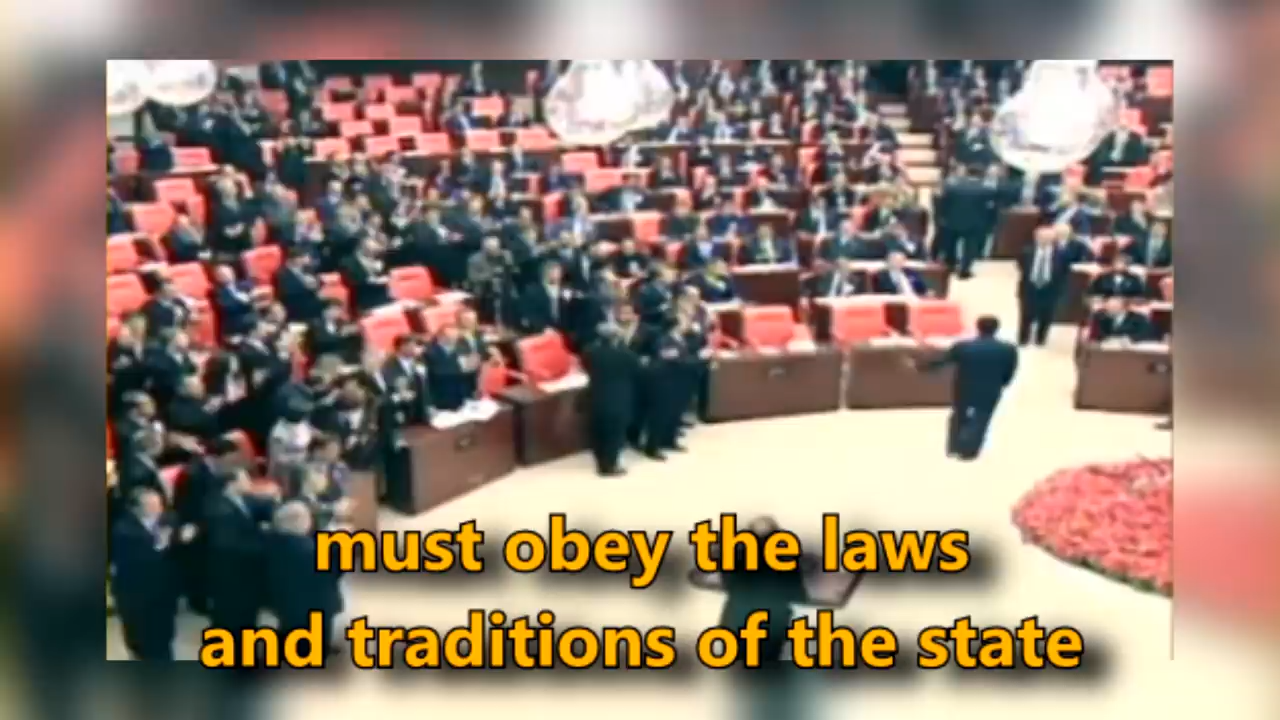 must obey the laws
and traditions of the state